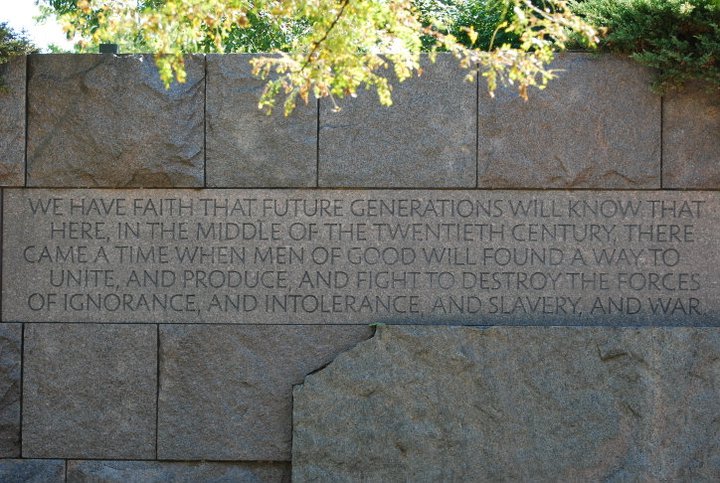 WE HAVE FAITH THAT FUTURE GENERATIONS WILL KNOW THAT
HERE, IN THE MIDDLE OF THE TWENTIETH CENTURY, THERE
CAME A TIME WHEN MEN OF GOOD WILL FOUND A WAY TO
UNITE, AND PRODUCE, AND FIGHT TO DESTROY THE FORCES
OF IGNORANCE, AND INTOLERANCE, AND SLAVERY, AND WAR.